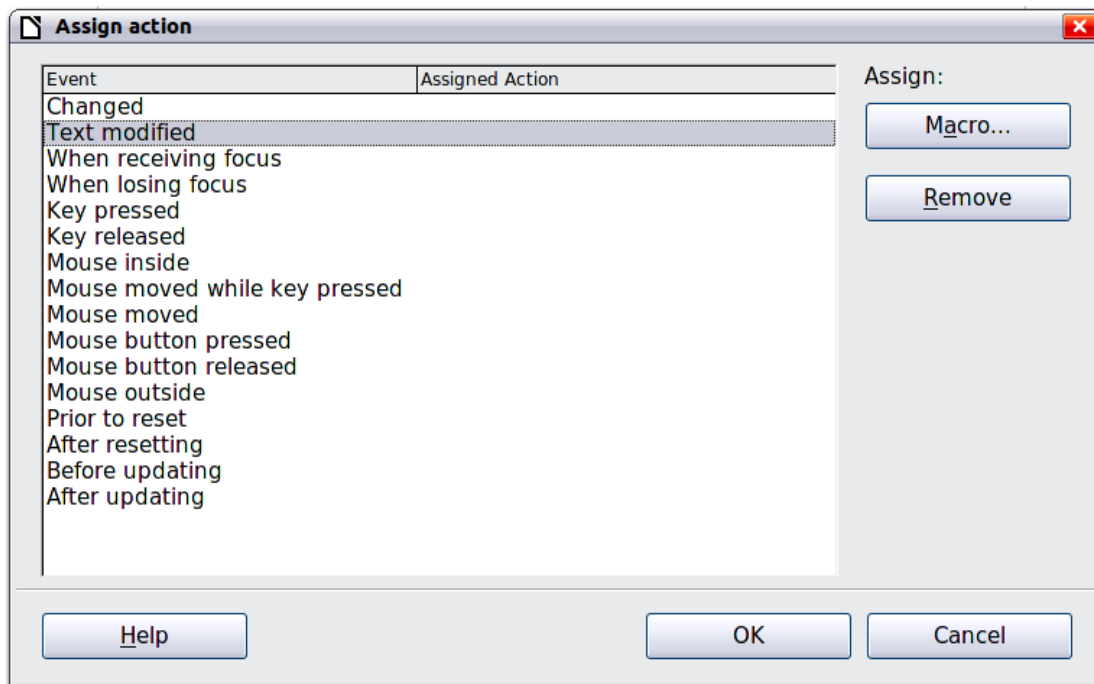 Assign action
Event Assigned Action
Changed
Text modified
When receiving focus
When losing focus
Key pressed
Key released
Mouse inside
Mouse moved while key pressed
Mouse moved
Mouse button pressed
Mouse button released
Mouse outside
Prior to reset
After resetting
Before updating
After updating
Assign:
Macro...
Remove
Help
OK
Cancel